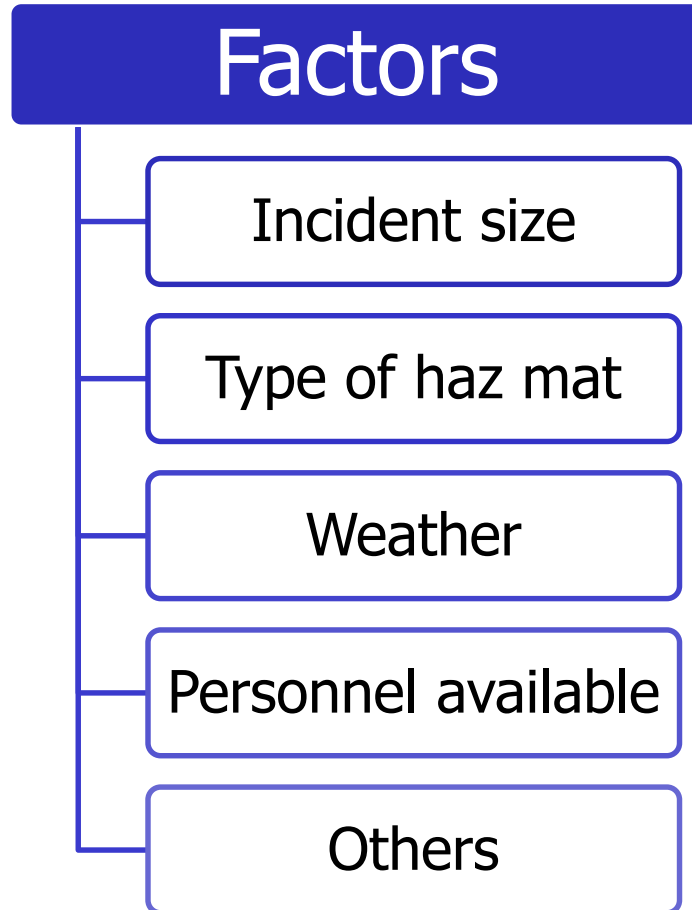 Factors
Incident size
Type of haz mat
Weather
Personnel available
Others